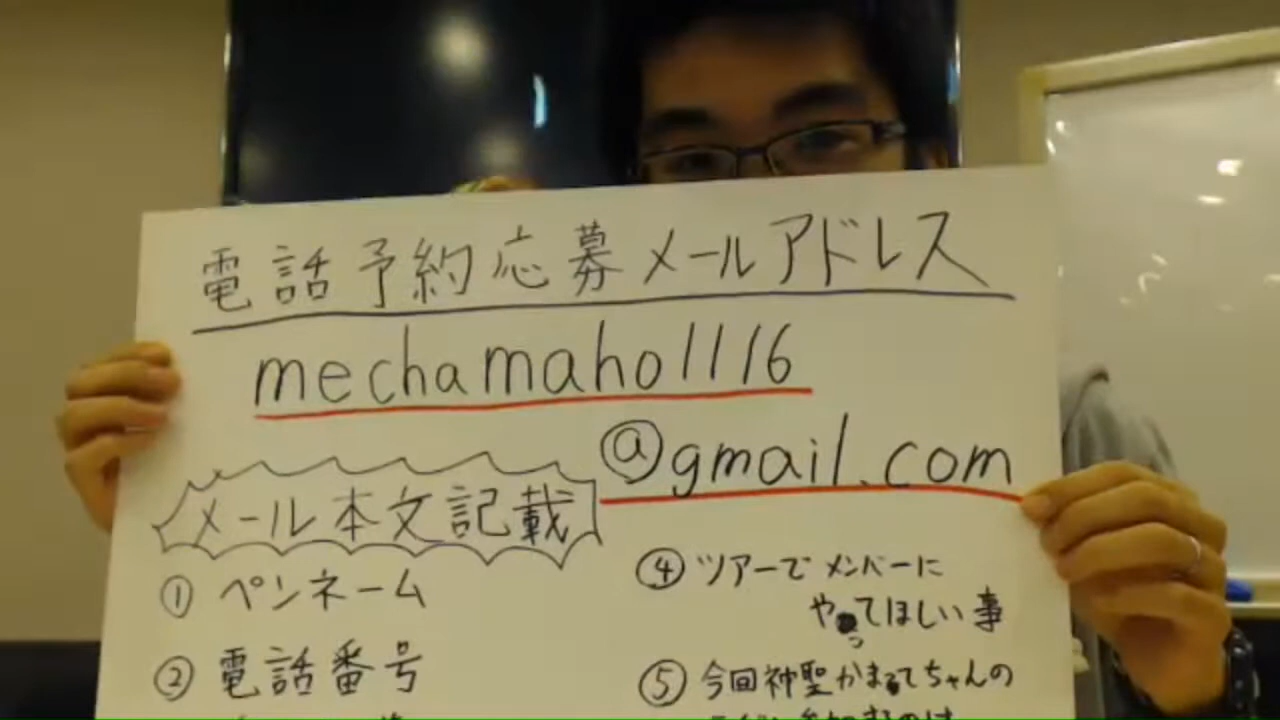 電話予約応募メールアドレス
mechamaho1116
@gmail.com
メール本文記載
① ペンネーム
② 電話番号
④ ツアーでメンバーに
やってほしい事
⑤ 今回神聖かまってちゃんの